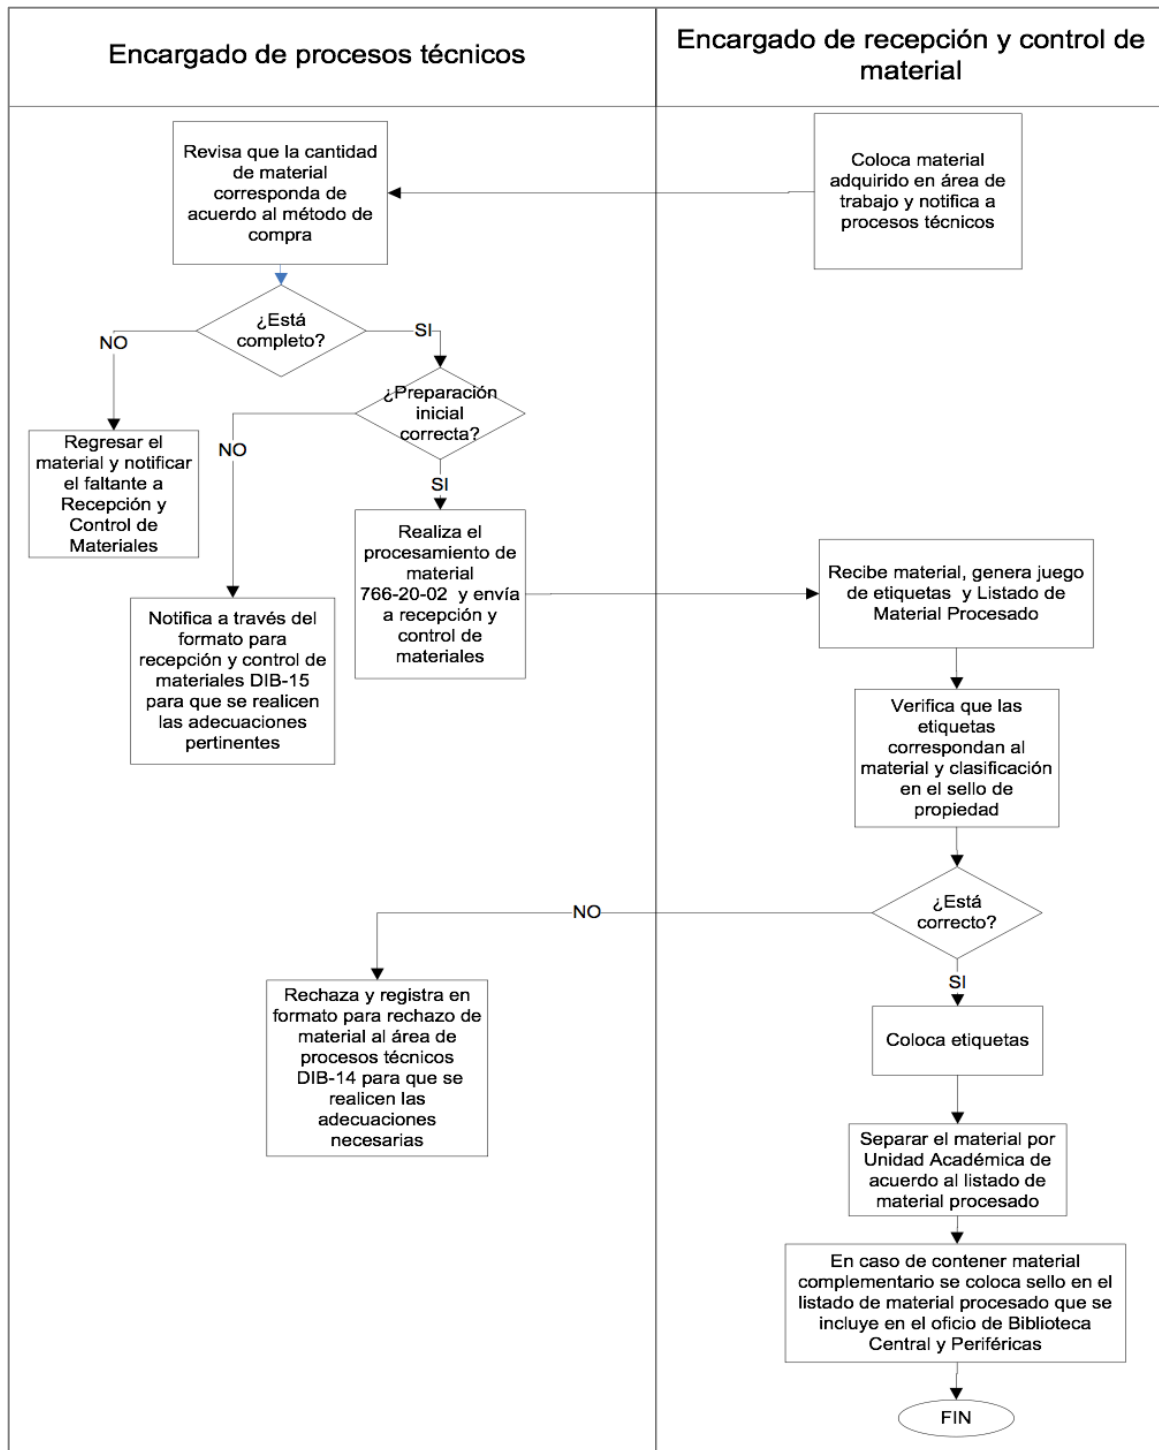 Encargado de procesos técnicos
Encargado de recepción y control de
material
Revisa que la cantidad
de material
corresponda de
acuerdo al método de
compra
Coloca material
adquirido en área de
trabajo y notifica a
procesos técnicos
¿Está
completo?
NO
SI
¿Preparación
inicial
correcta?
Regresar el
material y notificar
el faltante a
Recepción y
Control de
Materiales
NO
SI
Realiza el
procesamiento de
material
766-20-02 y envía
a recepción y
control de
materiales
Recibe material, genera juego
de etiquetas y Listado de
Material Procesado
Notifica a través del
formato para
recepción y control de
materiales DIB-15
para que se realicen
las adecuaciones
pertinentes
Verifica que las
etiquetas
correspondan al
material y clasificación
en el sello de
propiedad
¿Está
correcto?
NO
SI
Rechaza y registra en
formato para rechazo de
material al área de
procesos técnicos
DIB-14 para que se
realicen las
adecuaciones
necesarias
Coloca etiquetas
Separar el material por
Unidad Académica de
acuerdo al listado de
material procesado
En caso de contener material
complementario se coloca sello en el
listado de material procesado que se
incluye en el oficio de Biblioteca
Central y Periféricas
FIN